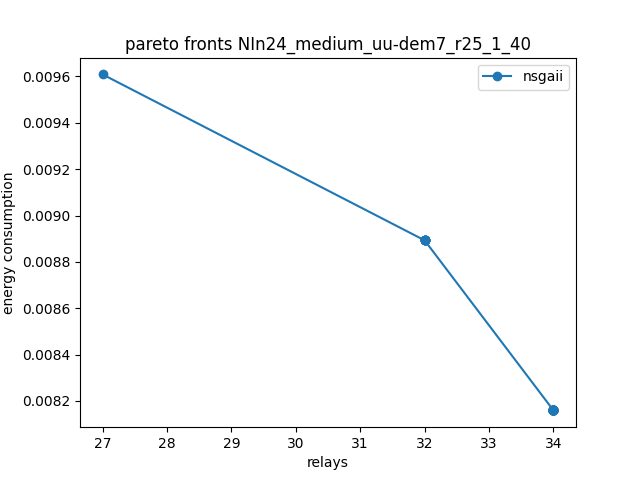 pareto fronts NIn24_medium_uu-dem7_r25_1_40
nsgaii
energy consumption
0.0096
0.0094
0.0092
0.0090
0.0088
0.0086
0.0084
0.0082
27 28 29 30 31 32 33 34
relays